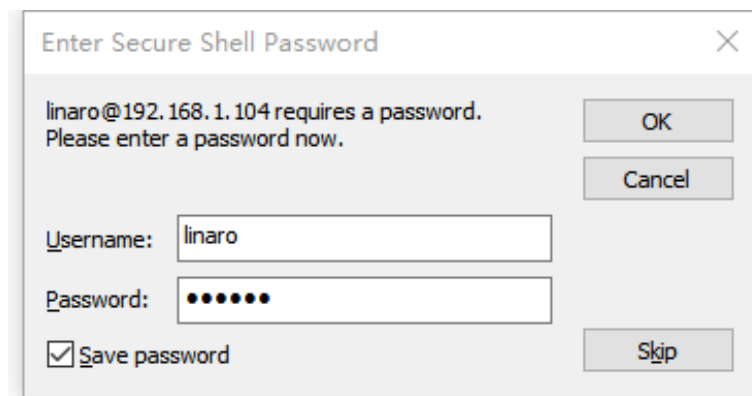 Enter Secure Shell Password
linaro@192.168.1.104 requires a password.
Please enter a password now.
OK
Cancel
Username: linaro
Password: ••••••
Save password
Skip